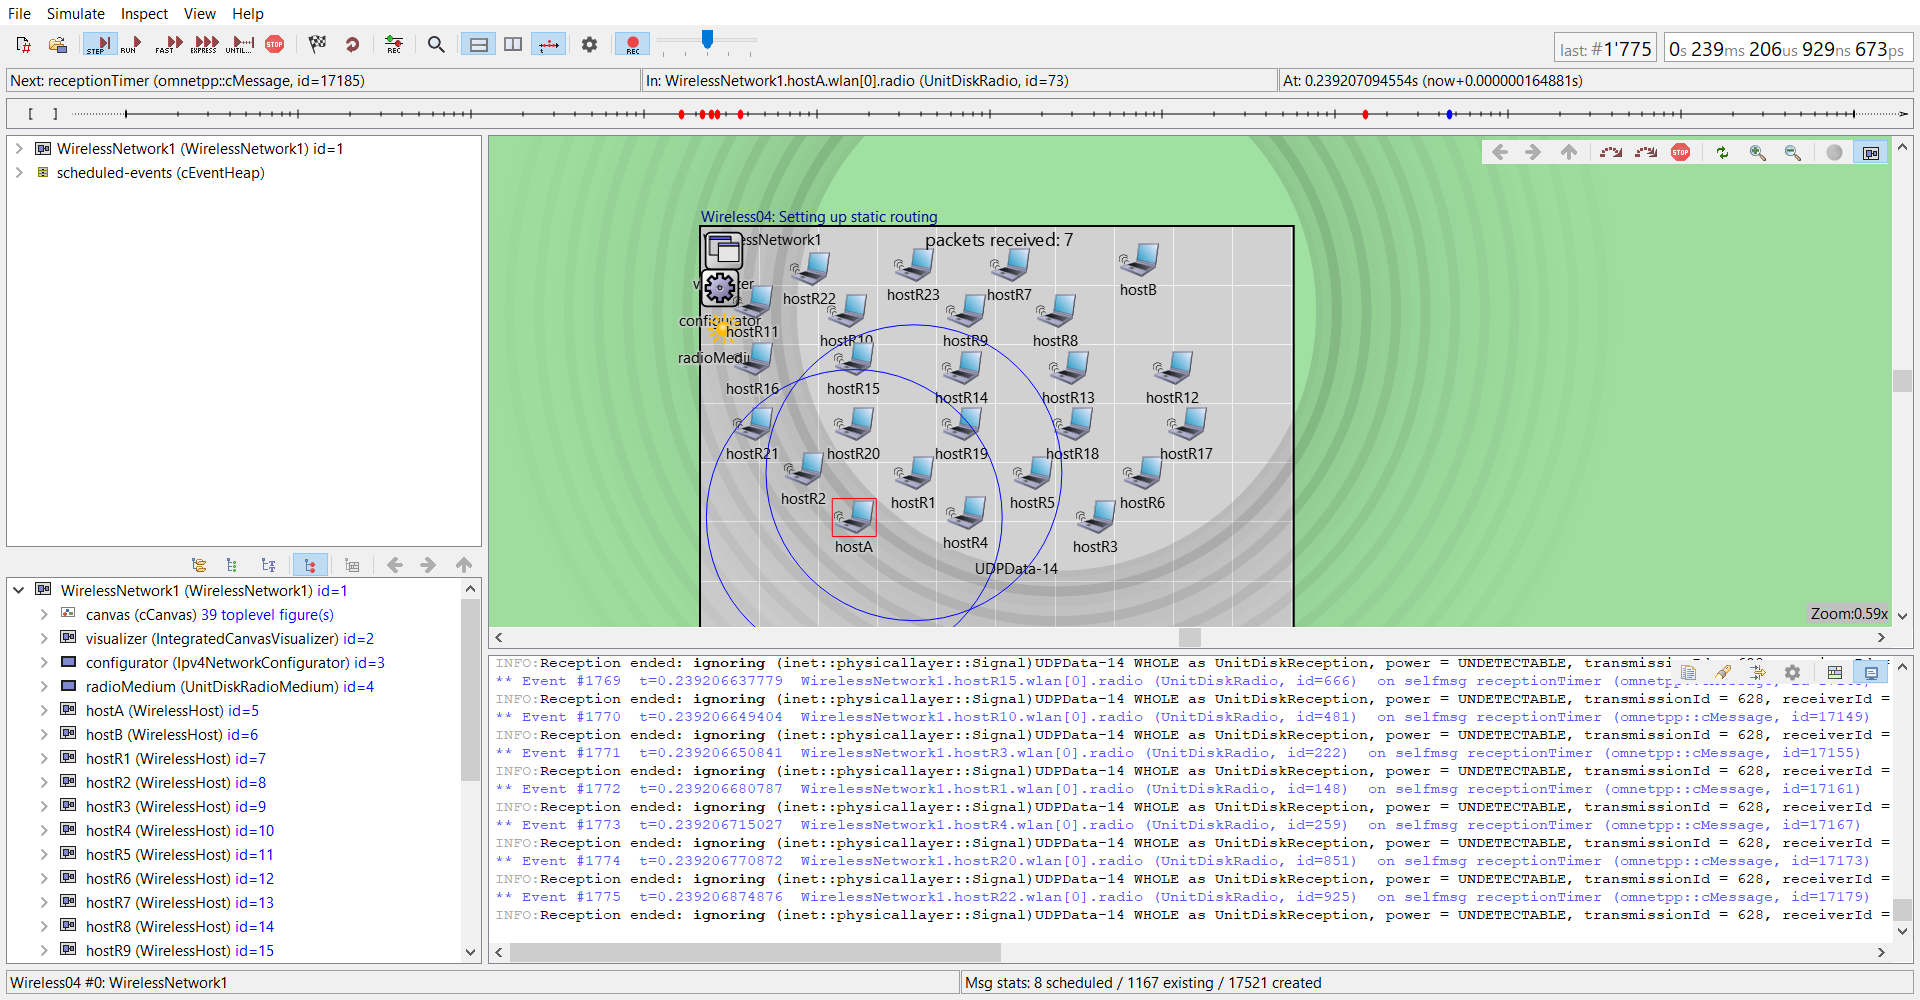 File Simulate Inspect View Help
STEP RUN FAST EXPRESS UNTIL... STOP REC REC
last: #1'775 0s 239ms 206us 929ns 673ps
Next: receptionTimer (omnetpp::cMessage, id=17185) In: WirelessNetwork1.hostA.wlan[0].radio (UnitDiskRadio, id=73) At: 0.239207094554s (now+0.000000164881s)
[ ]
WirelessNetwork1 (WirelessNetwork1) id=1
scheduled-events (cEventHeap)
WirelessNetwork1 (WirelessNetwork1) id=1
canvas (cCanvas) 39 toplevel figure(s)
visualizer (IntegratedCanvasVisualizer) id=2
configurator (Ipv4NetworkConfigurator) id=3
radioMedium (UnitDiskRadioMedium) id=4
hostA (WirelessHost) id=5
hostB (WirelessHost) id=6
hostR1 (WirelessHost) id=7
hostR2 (WirelessHost) id=8
hostR3 (WirelessHost) id=9
hostR4 (WirelessHost) id=10
hostR5 (WirelessHost) id=11
hostR6 (WirelessHost) id=12
hostR7 (WirelessHost) id=13
hostR8 (WirelessHost) id=14
hostR9 (WirelessHost) id=15
STOP
Wireless04: Setting up static routing
packets received: 7
hostR22 hostR23 hostR7 hostB
configurator
hostR11 hostR10 hostR9 hostR8
hostR16 hostR15 hostR14 hostR13 hostR12
hostR21 hostR20 hostR19 hostR18 hostR17
hostR2 hostR1 hostR5 hostR6
hostA hostR4 hostR3
UDPData-14
Zoom:0.59x
INFO:Reception ended: ignoring (inet::physicallayer::Signal)UDPData-14 WHOLE as UnitDiskReception, power = UNDETECTABLE,
** Event #1769 t=0.239206637779 WirelessNetwork1.hostR15.wlan[0].radio (UnitDiskRadio, id=666) on selfmsg receptionTimer
INFO:Reception ended: ignoring (inet::physicallayer::Signal)UDPData-14 WHOLE as UnitDiskReception, power = UNDETECTABLE, transmissionId = 628, receiverId =
** Event #1770 t=0.239206649404 WirelessNetwork1.hostR10.wlan[0].radio (UnitDiskRadio, id=481) on selfmsg receptionTimer (omnetpp::cMessage, id=17149)
INFO:Reception ended: ignoring (inet::physicallayer::Signal)UDPData-14 WHOLE as UnitDiskReception, power = UNDETECTABLE, transmissionId = 628, receiverId =
** Event #1771 t=0.239206650841 WirelessNetwork1.hostR3.wlan[0].radio (UnitDiskRadio, id=222) on selfmsg receptionTimer (omnetpp::cMessage, id=17155)
INFO:Reception ended: ignoring (inet::physicallayer::Signal)UDPData-14 WHOLE as UnitDiskReception, power = UNDETECTABLE, transmissionId = 628, receiverId =
** Event #1772 t=0.239206680787 WirelessNetwork1.hostR1.wlan[0].radio (UnitDiskRadio, id=148) on selfmsg receptionTimer (omnetpp::cMessage, id=17161)
INFO:Reception ended: ignoring (inet::physicallayer::Signal)UDPData-14 WHOLE as UnitDiskReception, power = UNDETECTABLE, transmissionId = 628, receiverId =
** Event #1773 t=0.239206715027 WirelessNetwork1.hostR4.wlan[0].radio (UnitDiskRadio, id=259) on selfmsg receptionTimer (omnetpp::cMessage, id=17167)
INFO:Reception ended: ignoring (inet::physicallayer::Signal)UDPData-14 WHOLE as UnitDiskReception, power = UNDETECTABLE, transmissionId = 628, receiverId =
** Event #1774 t=0.239206770872 WirelessNetwork1.hostR20.wlan[0].radio (UnitDiskRadio, id=851) on selfmsg receptionTimer (omnetpp::cMessage, id=17173)
INFO:Reception ended: ignoring (inet::physicallayer::Signal)UDPData-14 WHOLE as UnitDiskReception, power = UNDETECTABLE, transmissionId = 628, receiverId =
** Event #1775 t=0.239206874876 WirelessNetwork1.hostR22.wlan[0].radio (UnitDiskRadio, id=925) on selfmsg receptionTimer (omnetpp::cMessage, id=17179)
INFO:Reception ended: ignoring (inet::physicallayer::Signal)UDPData-14 WHOLE as UnitDiskReception, power = UNDETECTABLE, transmissionId = 628, receiverId =
Wireless04 #0: WirelessNetwork1 Msg stats: 8 scheduled / 1167 existing / 17521 created